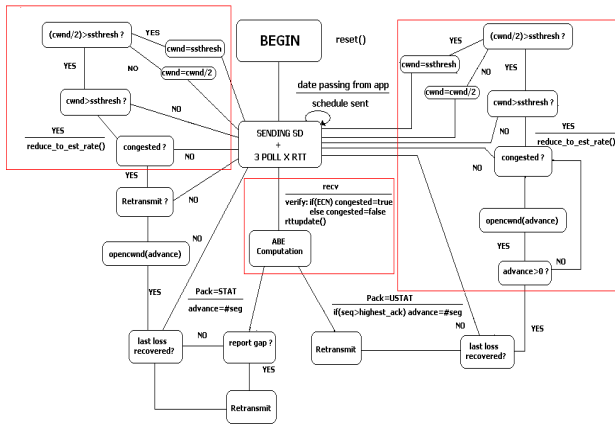 BEGIN
reset()
(cwnd/2)>ssthresh ?
YES
cwnd=ssthresh
YES
NO
cwnd=cwnd/2
cwnd>ssthresh ?
NO
YES
reduce_to_est_rate()
congested ?
NO
YES
Retransmit ?
NO
opencwnd(advance)
NO
YES
last loss
recovered?
NO
report gap ?
YES
Retransmit
date passing from app
schedule sent
SENDING SD
+
3 POLL X RTT
recv
verify: if(ECN) congested=true
else congested=false
rttupdate()
ABE
Computation
Pack=STAT
advance=#seg
Pack=USTAT
if(seq>highest_ack) advance=#seg
Retransmit
NO
last loss
recovered?
YES
(cwnd/2)>ssthresh ?
YES
cwnd=ssthresh
YES
NO
cwnd=cwnd/2
cwnd>ssthresh ?
NO
YES
reduce_to_est_rate()
congested ?
NO
opencwnd(advance)
YES
NO
advance>0 ?